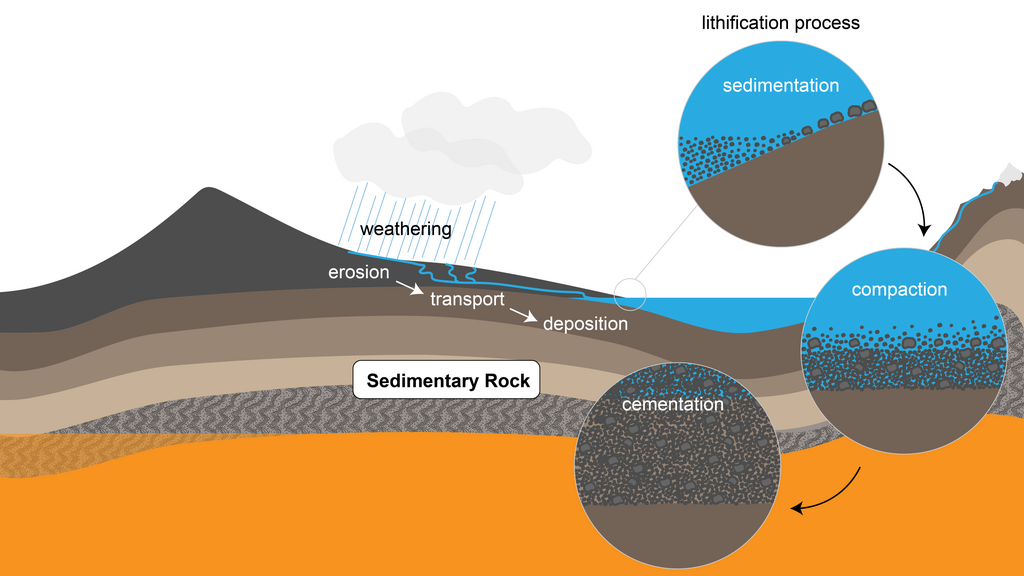 lithification process
sedimentation
weathering
erosion
transport
deposition
compaction
Sedimentary Rock
cementation